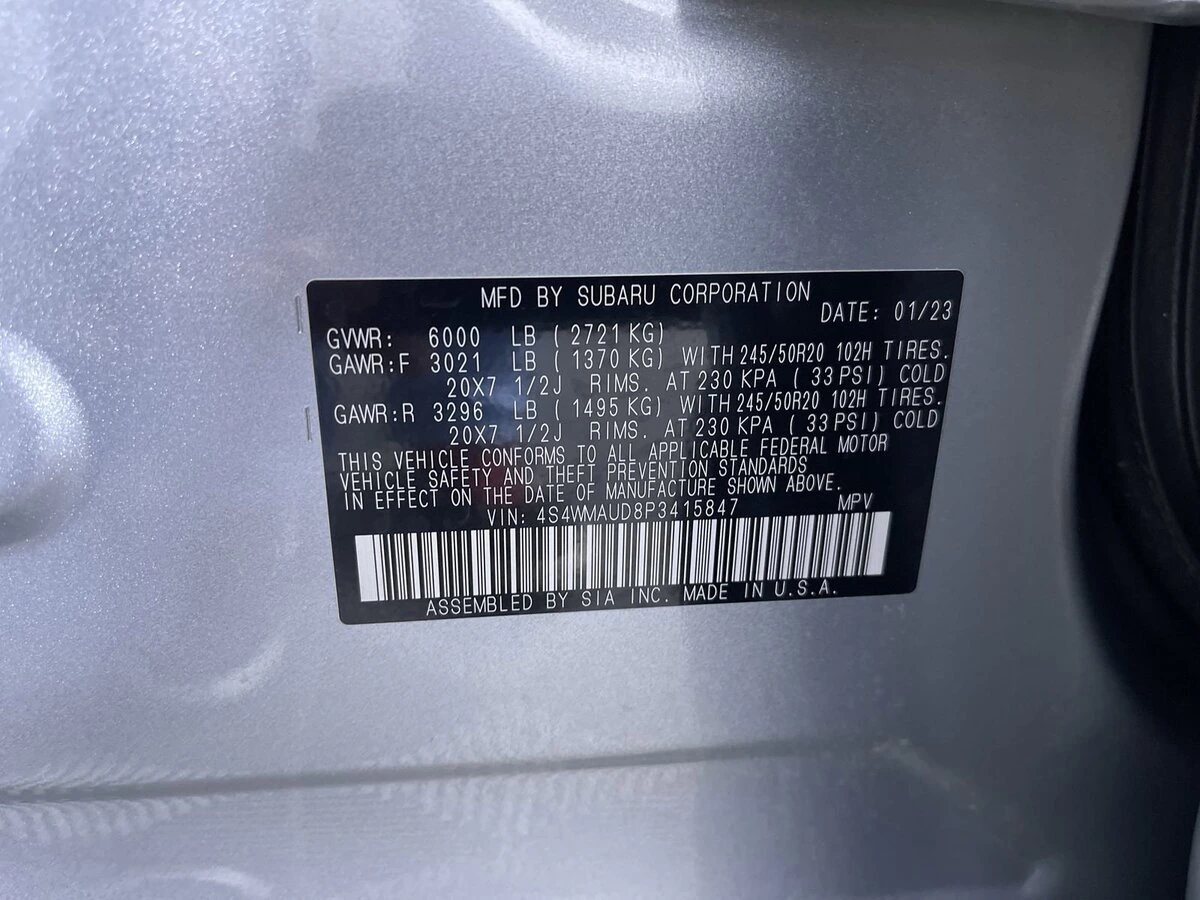 MFD BY SUBARU CORPORATION
DATE: 01/23
GVWR: 6000 LB ( 2721 KG)
GAWR:F 3021 LB ( 1370 KG) WITH 245/50R20 102H TIRES.
20X7 1/2J RIMS. AT 230 KPA ( 33 PSI) COLD
GAWR:R 3296 LB ( 1495 KG) WITH 245/50R20 102H TIRES.
20X7 1/2J RIMS. AT 230 KPA ( 33 PSI) COLD
THIS VEHICLE CONFORMS TO ALL APPLICABLE FEDERAL MOTOR
VEHICLE SAFETY AND THEFT PREVENTION STANDARDS
IN EFFECT ON THE DATE OF MANUFACTURE SHOWN ABOVE.
VIN: 4S4WMAUD8P3415847 MPV
ASSEMBLED BY SIA INC. MADE IN U.S.A.